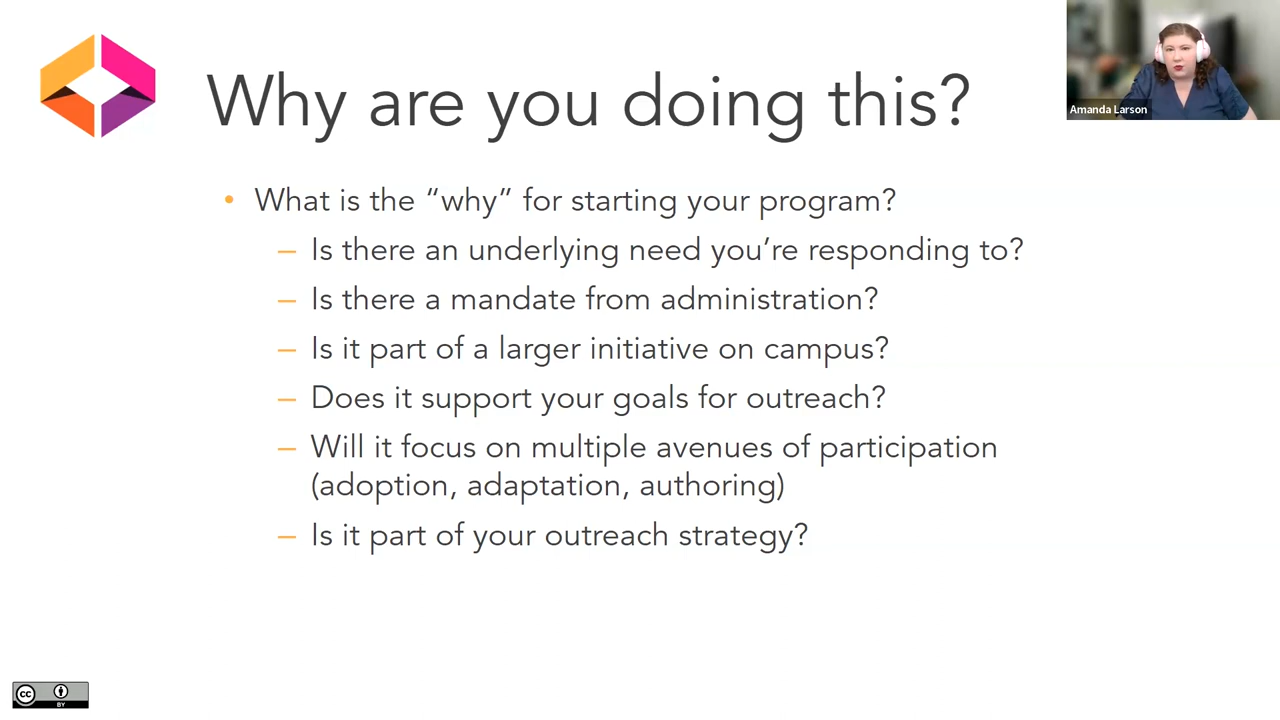 Why are you doing this?
Amanda Larson
• What is the “why” for starting your program?
– Is there an underlying need you’re responding to?
– Is there a mandate from administration?
– Is it part of a larger initiative on campus?
– Does it support your goals for outreach?
– Will it focus on multiple avenues of participation
(adoption, adaptation, authoring)
– Is it part of your outreach strategy?
cc
BY